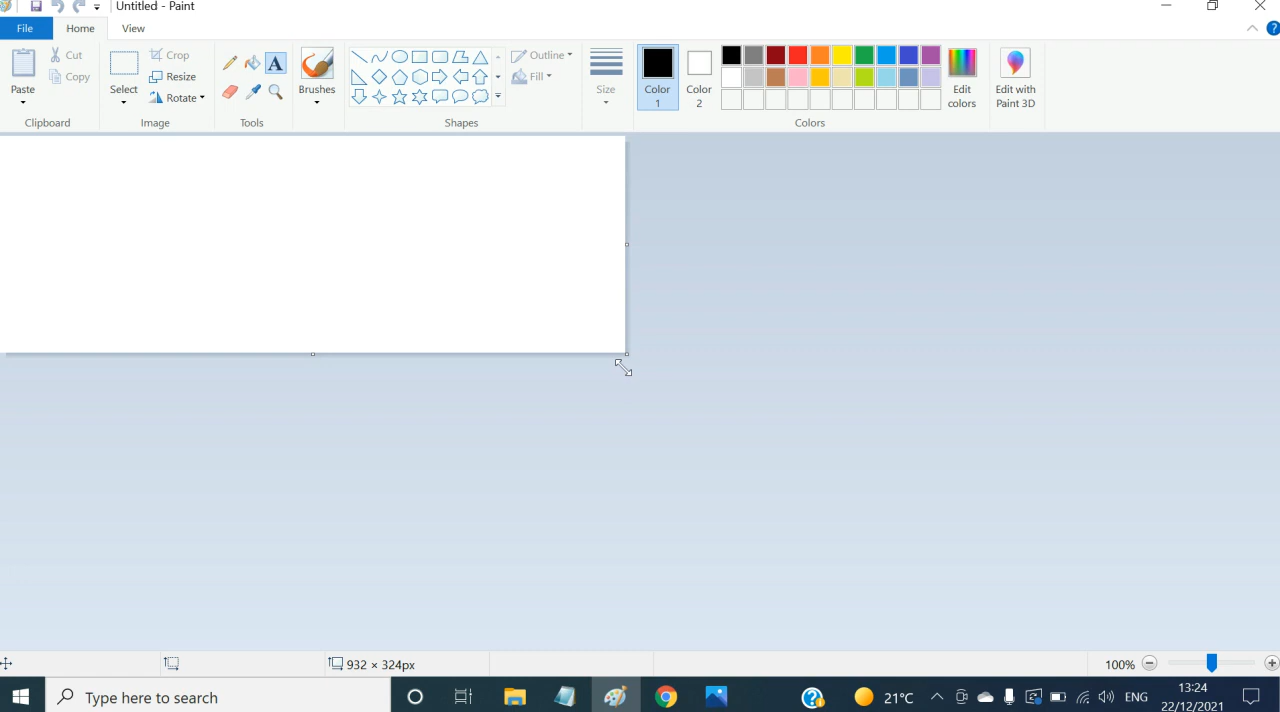 Untitled - Paint
File Home View
Paste
Cut
Copy
Clipboard
Select
Crop
Resize
Rotate
Image
A
Tools
Brushes
Outline
Fill
Shapes
Size
Color
1
Color
2
Edit
colors
Colors
Edit with
Paint 3D
?
932 × 324px
100%
Type here to search
?
21°C
ENG
13:24
22/12/2021